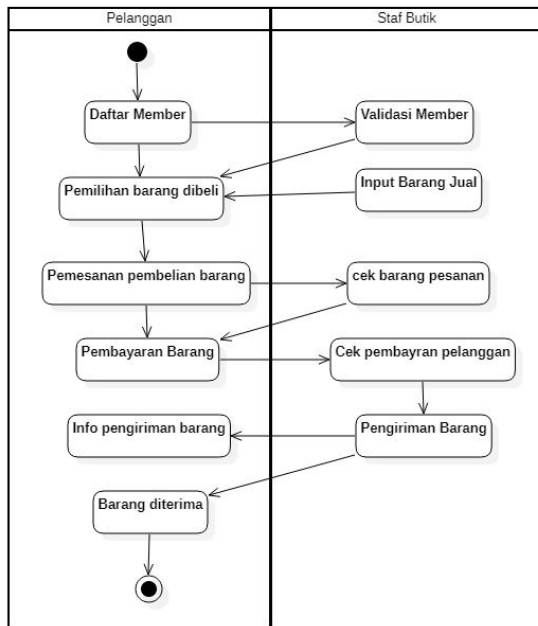 Pelanggan
Staf Butik
Daftar Member
Validasi Member
Pemilihan barang dibeli
Input Barang Jual
Pemesanan pembelian barang
cek barang pesanan
Pembayaran Barang
Cek pembayran pelanggan
Info pengiriman barang
Pengiriman Barang
Barang diterima